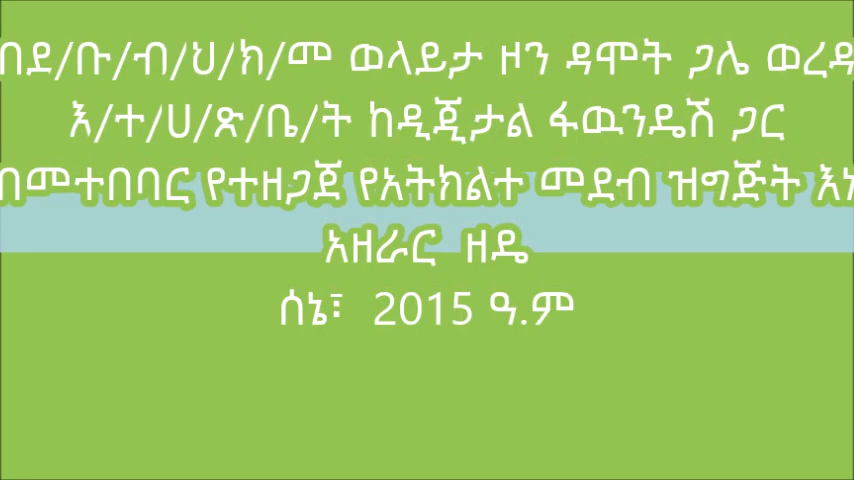 በደ/ቡ/ብ/ህ/ክ/መ ወላይታ ዞን ዳሞት ጋሌ ወረዳ
እ/ተ/ሀ/ጽ/ቤ/ት ከዲጂታል ፋዉንዴሽ ጋር
በመተበባር የተዘጋጀ የአትክልተ መደብ ዝግጅት
አዘራር ዘዴ
ሰኔ፣ 2015 ዓ.ም